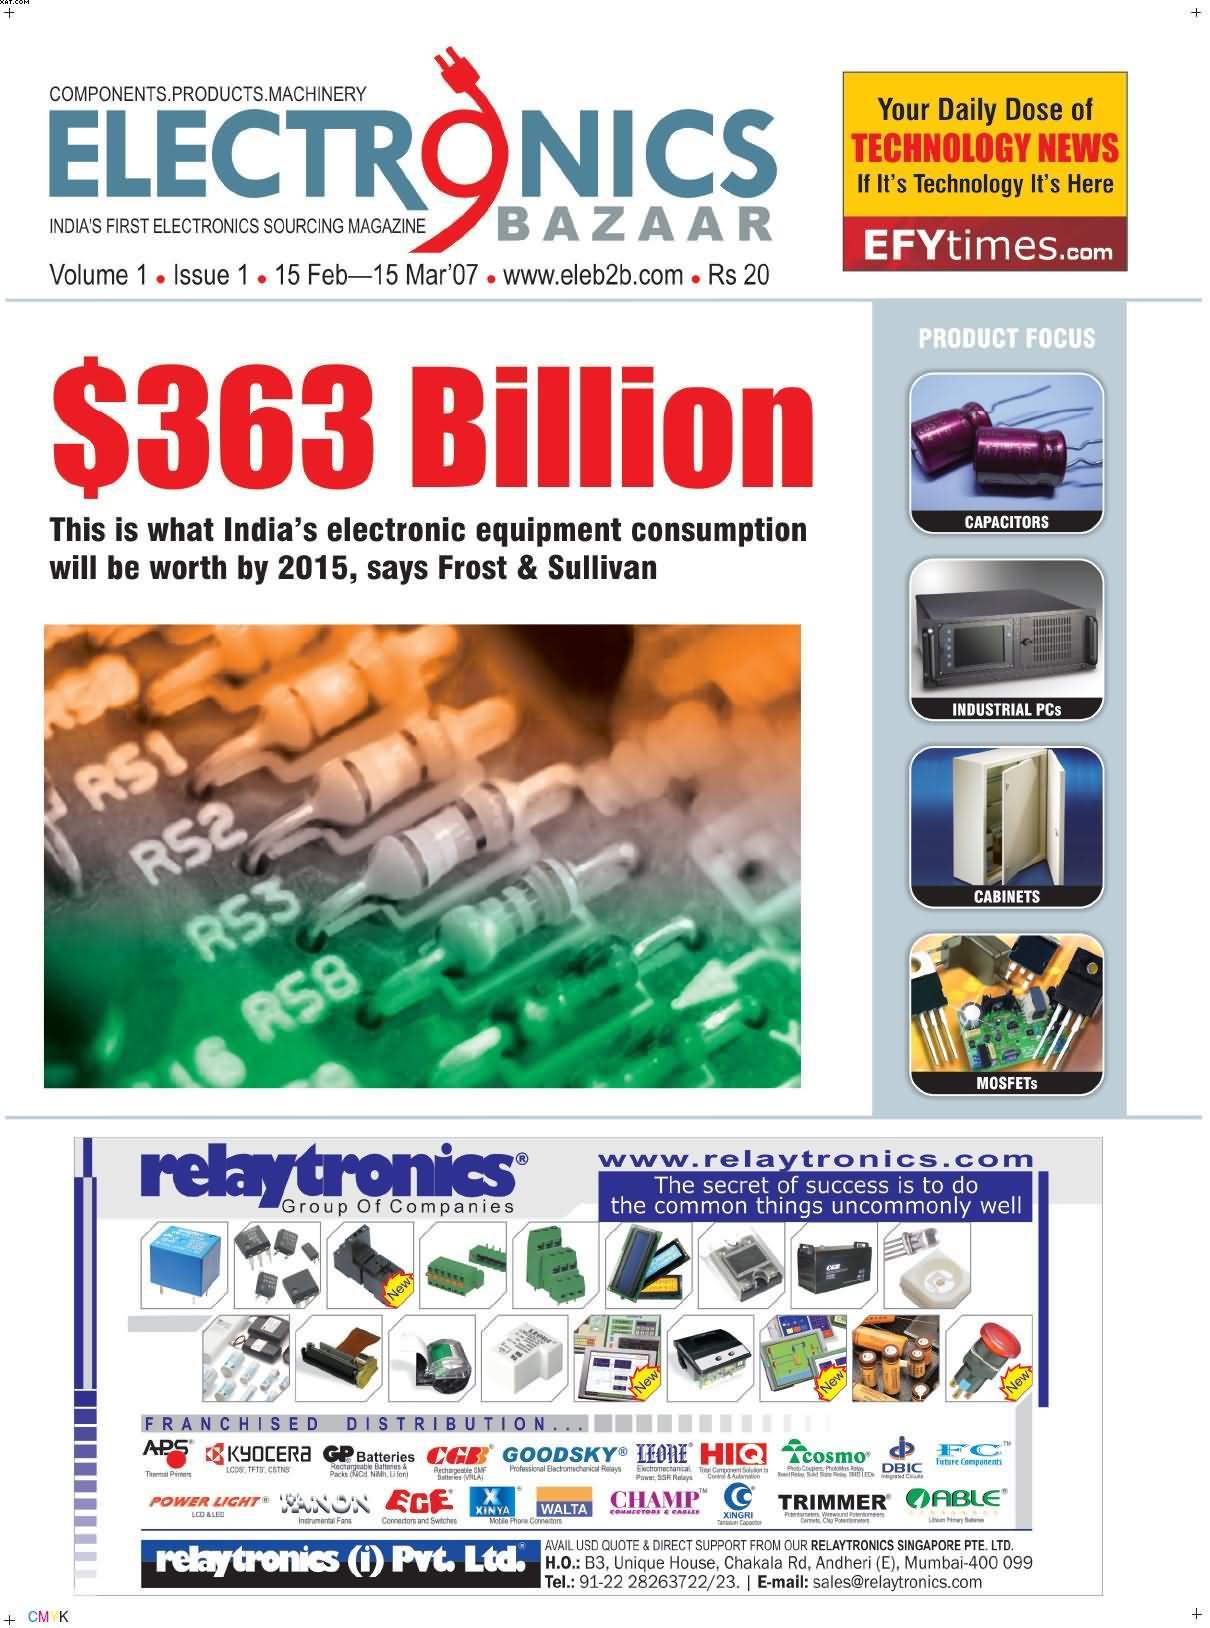 XAT.COM
COMPONENTS.PRODUCTS.MACHINERY
ELECTRONICS
BAZAAR
INDIA'S FIRST ELECTRONICS SOURCING MAGAZINE
Volume 1 • Issue 1 • 15 Feb—15 Mar'07 • www.eleb2b.com • Rs 20
Your Daily Dose of
TECHNOLOGY NEWS
If It's Technology It's Here
EFYtimes.com
$363 Billion
This is what India's electronic equipment consumption
will be worth by 2015, says Frost & Sullivan
RS1
RS2
RS3
RS8
PRODUCT FOCUS
CAPACITORS
INDUSTRIAL PCs
CABINETS
MOSFETs
relaytronics®
Group Of Companies
www.relaytronics.com
The secret of success is to do
the common things uncommonly well
New
New
New
New
FRANCHISED DISTRIBUTION...
APS
Thermal Printers
KYOCERA
LCDS', TFTS', CSTNS'
GP Batteries
Rechargeable Batteries &
Packs (NiCd, NiMh, Li Ion)
CGB
Rechargeable SMF
Batteries (VRLA)
GOODSKY®
Professional Electromechanical Relays
LEONE
Electromechanical,
Power, SSR Relays
HIQ
Total Component Solution to
Control & Automation
cosmo®
Photo Couplers, PhotoMos Relay
Reed Relay, Solid State Relay, SMD LEDs
DBIC
Integrated Circuits
FC™
Future Components
POWER LIGHT®
LCD & LED
YANON
Instrumental Fans
ECE
Connectors and Switches
XINYA
WALTA
Mobile Phone Connectors
CHAMP™
CONNECTORS & CABLES
XiNGRI
Tantalum Capacitor
TRIMMER®
Potentiometers, Wirewound Potentiometers
Cermets, Chip Potentiometers
ABLE®
Lithium Primary Batteries
relaytronics (i) Pvt. Ltd.®
AVAIL USD QUOTE & DIRECT SUPPORT FROM OUR RELAYTRONICS SINGAPORE PTE. LTD.
H.O.: B3, Unique House, Chakala Rd, Andheri (E), Mumbai-400 099
Tel.: 91-22 28263722/23. | E-mail: sales@relaytronics.com
CMYK